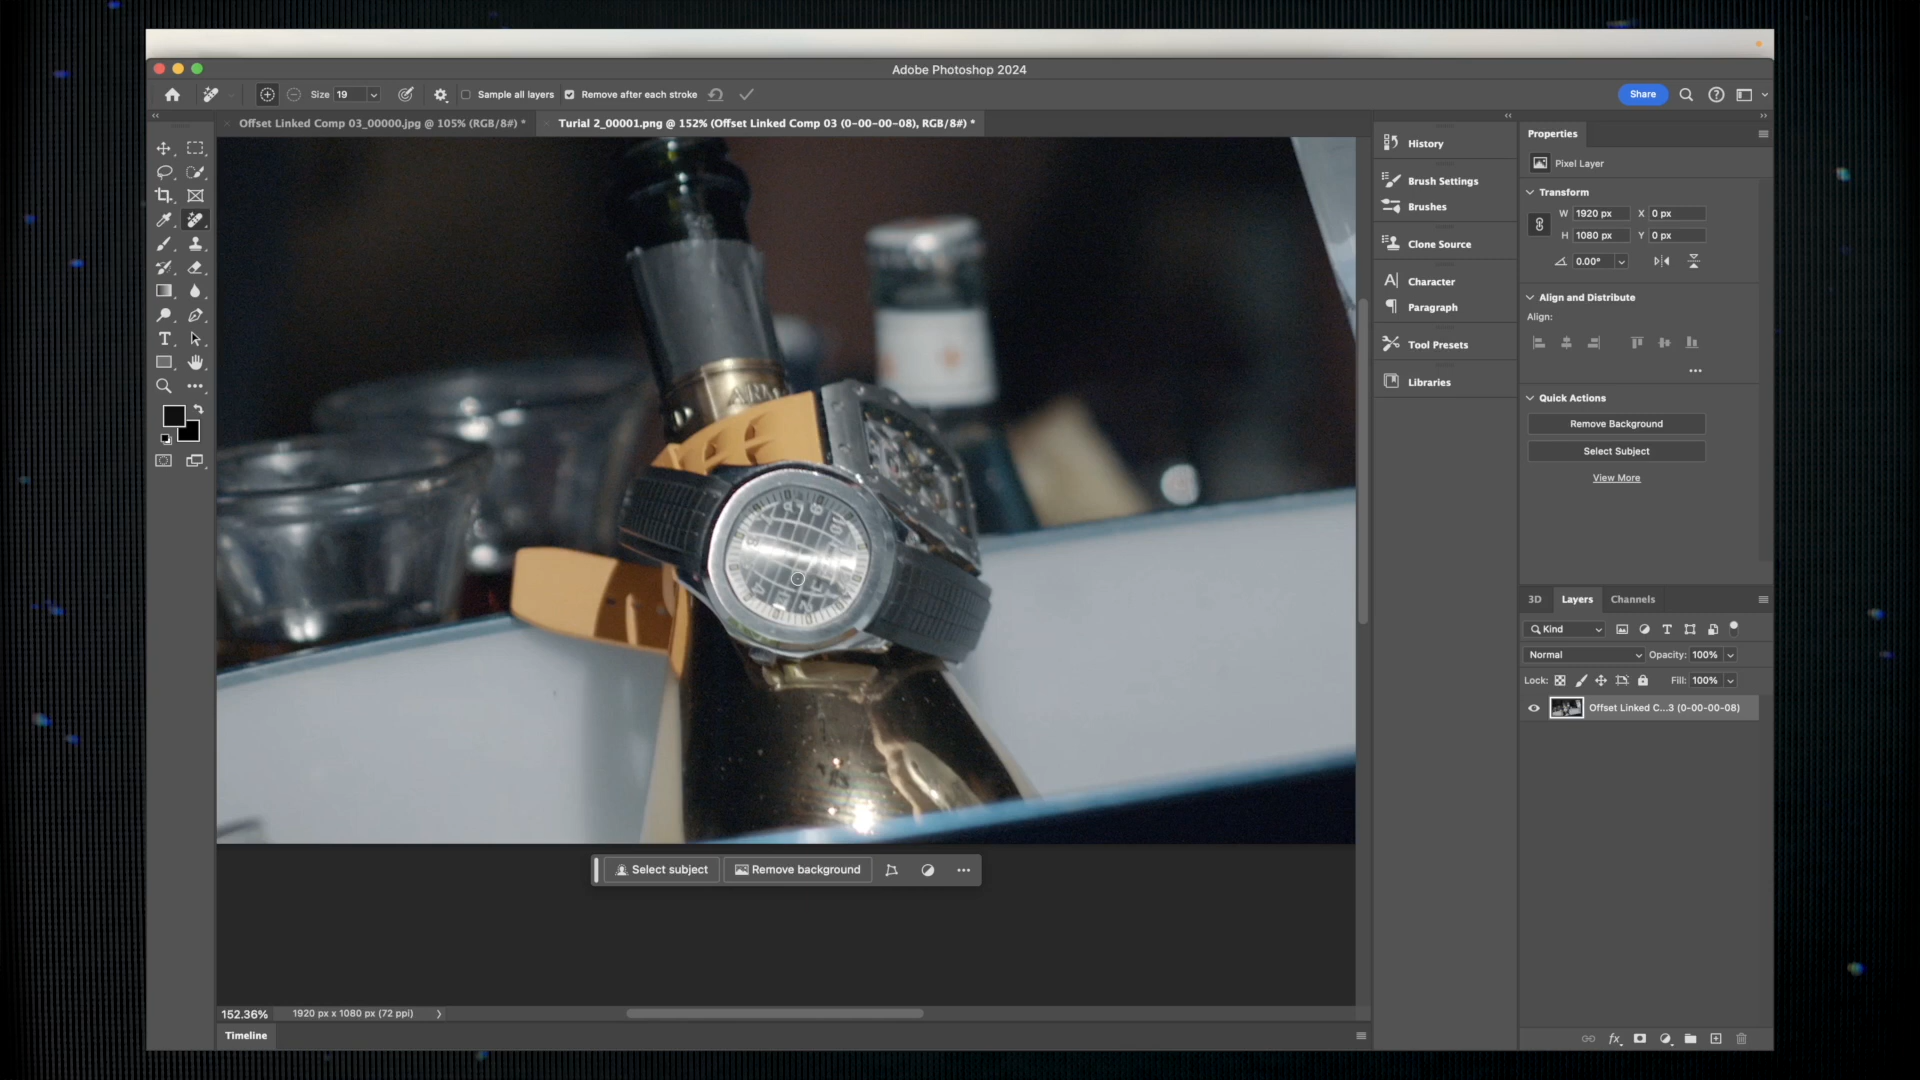 Adobe Photoshop 2024
Size 19 Sample all layers Remove after each stroke Share
Offset Linked Comp 03_00000.jpg @ 105% (RGB/8#) *
Turial 2_00001.png @ 152% (Offset Linked Comp 03 (0-00-00-08), RGB/8#) *
ARM
History
Brush Settings
Brushes
Clone Source
Character
Paragraph
Tool Presets
Libraries
Properties
Pixel Layer
Transform
W 1920 px X 0 px
H 1080 px Y 0 px
0.00°
Align and Distribute
Align:
Quick Actions
Remove Background
Select Subject
View More
3D Layers Channels
Kind
Normal Opacity: 100%
Lock: Fill: 100%
Offset Linked C...3 (0-00-00-08)
Select subject Remove background
152.36% 1920 px x 1080 px (72 ppi)
Timeline